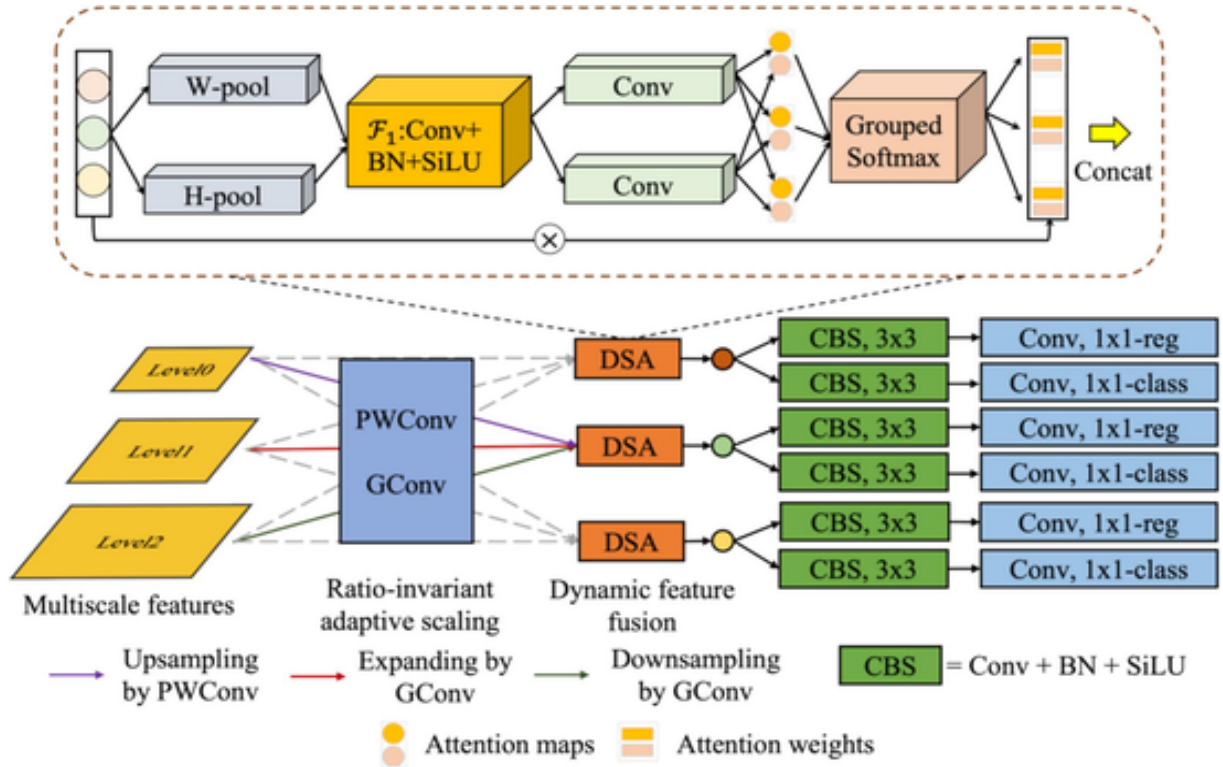 W-pool
H-pool
ℱ₁:Conv+
BN+SiLU
Conv
Conv
Grouped
Softmax
Concat
Level0
Level1
Level2
PWConv
GConv
DSA
DSA
DSA
CBS, 3x3
Conv, 1x1-reg
CBS, 3x3
Conv, 1x1-class
CBS, 3x3
Conv, 1x1-reg
CBS, 3x3
Conv, 1x1-class
CBS, 3x3
Conv, 1x1-reg
CBS, 3x3
Conv, 1x1-class
Multiscale features
Ratio-invariant
adaptive scaling
Dynamic feature
fusion
Upsampling
by PWConv
Expanding by
GConv
Downsampling
by GConv
CBS = Conv + BN + SiLU
Attention maps
Attention weights